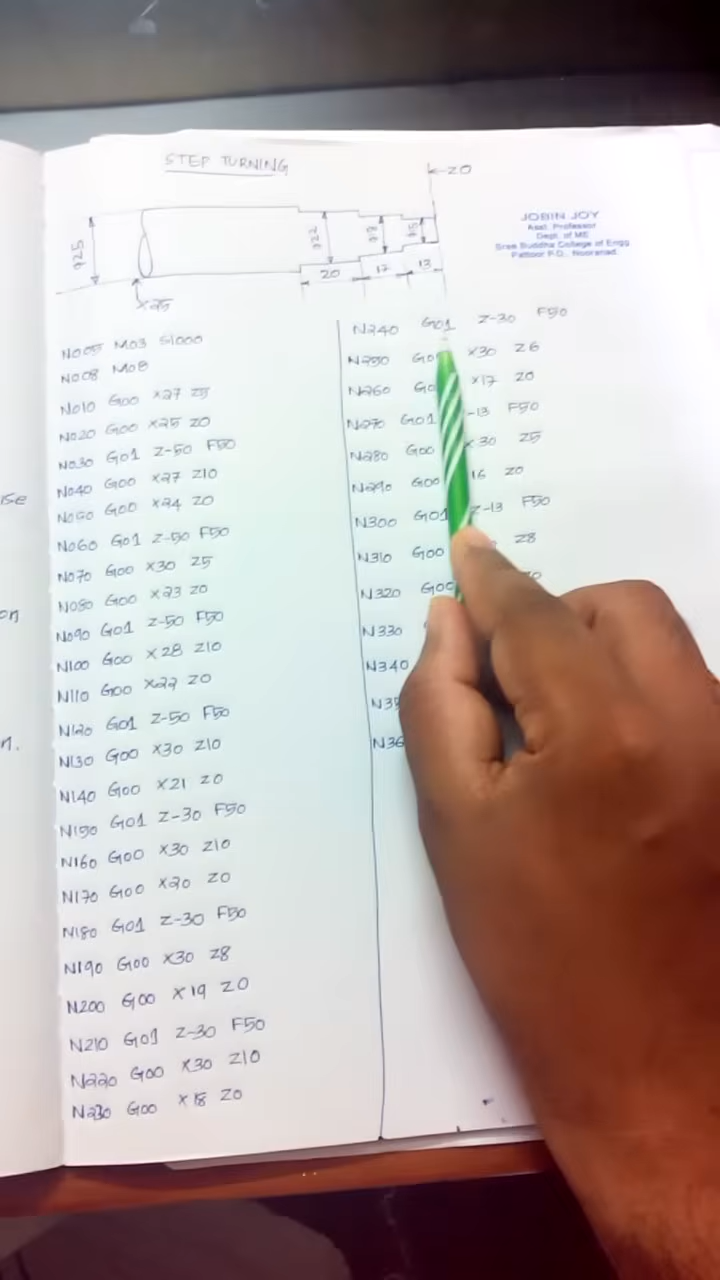 STEP TURNING
Z0
JOBIN JOY
Asst. Professor
Dept. of ME
Sree Buddha College of Engg.
Pattoor P.O., Nooranad.
20
17
13
X25
N005 M03 S1000
N008 M08
N010 G00 X27 Z5
N020 G00 X25 Z0
N030 G01 Z-50 F50
N040 G00 X27 Z10
N050 G00 X24 Z0
N060 G01 Z-50 F50
N070 G00 X30 Z5
N080 G00 X23 Z0
N090 G01 Z-50 F50
N100 G00 X28 Z10
N110 G00 X22 Z0
N120 G01 Z-50 F50
N130 G00 X30 Z10
N140 G00 X21 Z0
N150 G01 Z-30 F50
N160 G00 X30 Z10
N170 G00 X20 Z0
N180 G01 Z-30 F50
N190 G00 X30 Z8
N200 G00 X19 Z0
N210 G01 Z-30 F50
N220 G00 X30 Z10
N230 G00 X18 Z0
N240 G01 Z-30 F50
N250 X30 Z6
N260 X17 Z0
N270 G01 -13 F50
N280 G00 X30 Z5
N290 G00 16 Z0
N300 G01 Z-13 F50
N310 G00 Z8
N320 G00
N330
N340